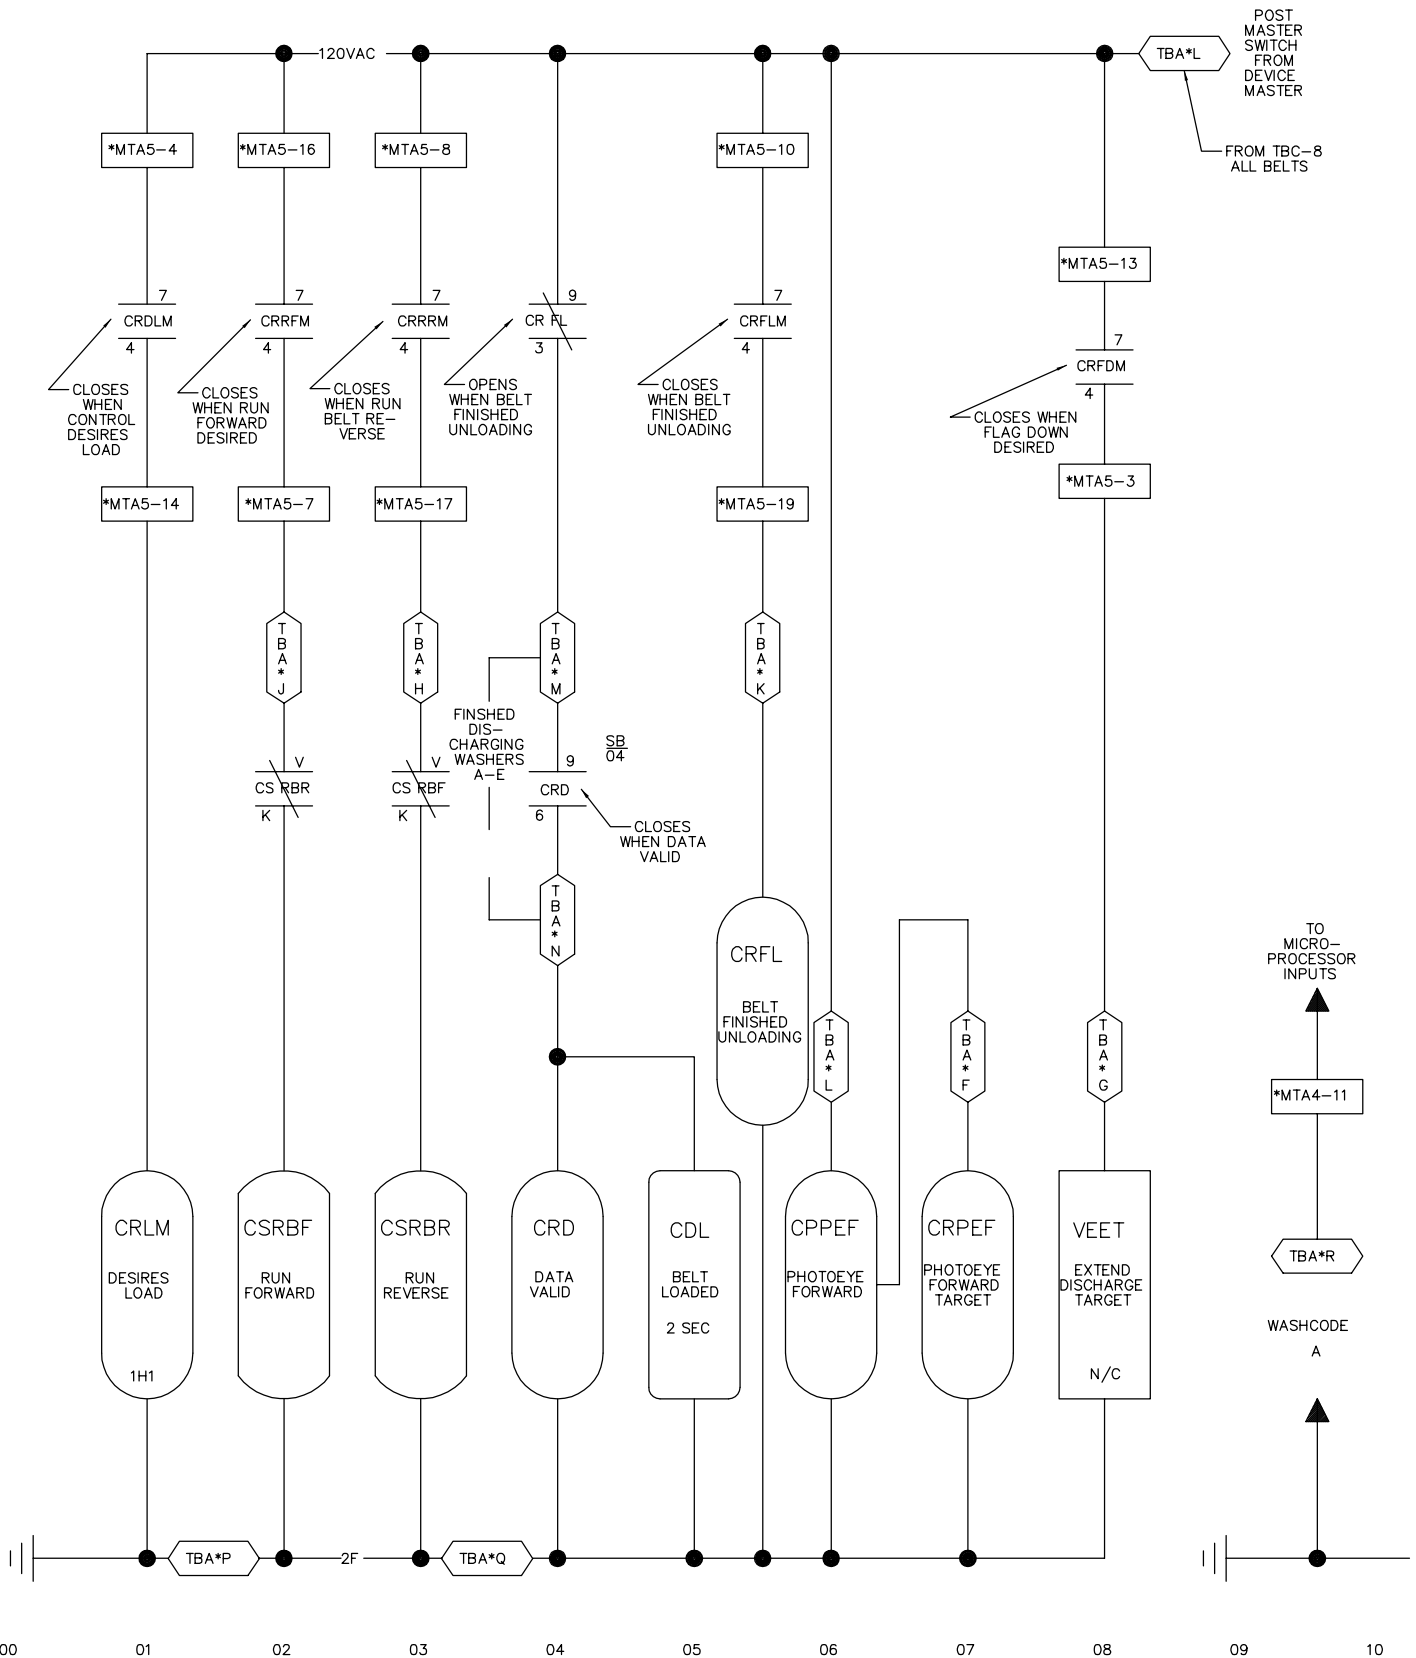 POST
MASTER
SWITCH
FROM
DEVICE
MASTER
120VAC
TBA*L
FROM TBC-8
ALL BELTS
*MTA5-4
*MTA5-16
*MTA5-8
*MTA5-10
*MTA5-13
7
CRDLM
4
7
CRRFM
4
7
CRRRM
4
9
CR FL
3
7
CRFLM
4
7
CRFDM
4
CLOSES
WHEN
CONTROL
DESIRES
LOAD
CLOSES
WHEN RUN
FORWARD
DESIRED
CLOSES
WHEN RUN
BELT RE-
VERSE
OPENS
WHEN BELT
FINISHED
UNLOADING
CLOSES
WHEN BELT
FINISHED
UNLOADING
CLOSES WHEN
FLAG DOWN
DESIRED
*MTA5-14
*MTA5-7
*MTA5-17
*MTA5-19
*MTA5-3
TBA*J
TBA*H
TBA*M
TBA*K
FINSHED
DIS-
CHARGING
WASHERS
A-E
SB
04
V
CS RBR
K
V
CS RBF
K
9
CRD
6
CLOSES
WHEN DATA
VALID
TBA*N
CRFL
BELT
FINISHED
UNLOADING
TBA*L
TBA*F
TBA*G
TO
MICRO-
PROCESSOR
INPUTS
*MTA4-11
CRLM
DESIRES
LOAD
1H1
CSRBF
RUN
FORWARD
CSRBR
RUN
REVERSE
CRD
DATA
VALID
CDL
BELT
LOADED
2 SEC
CPPEF
PHOTOEYE
FORWARD
CRPEF
PHOTOEYE
FORWARD
TARGET
VEET
EXTEND
DISCHARGE
TARGET
N/C
TBA*R
WASHCODE
A
TBA*P
2F
TBA*Q
00 01 02 03 04 05 06 07 08 09 10